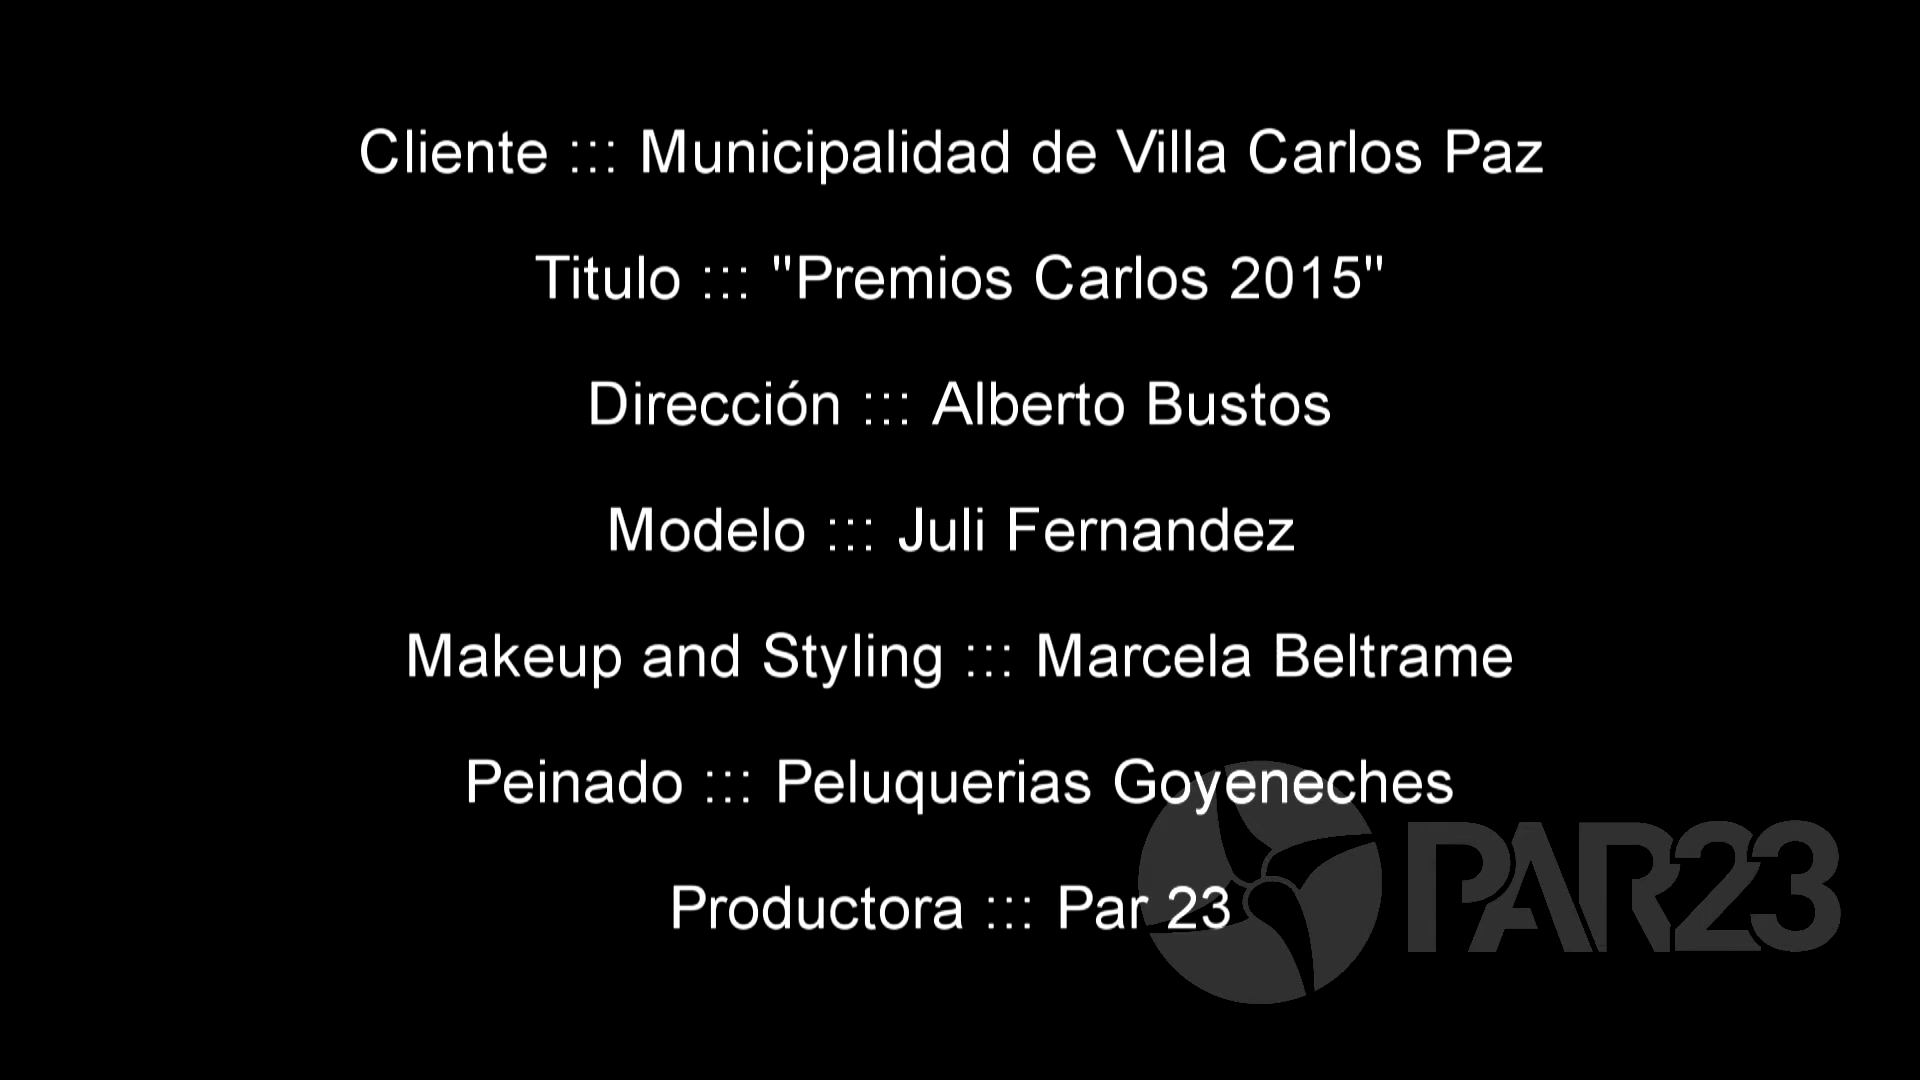 Cliente ::: Municipalidad de Villa Carlos Paz
Titulo ::: "Premios Carlos 2015"
Dirección ::: Alberto Bustos
Modelo ::: Juli Fernandez
Makeup and Styling ::: Marcela Beltrame
Peinado ::: Peluquerias Goyeneches
Productora ::: Par 23
PAR23